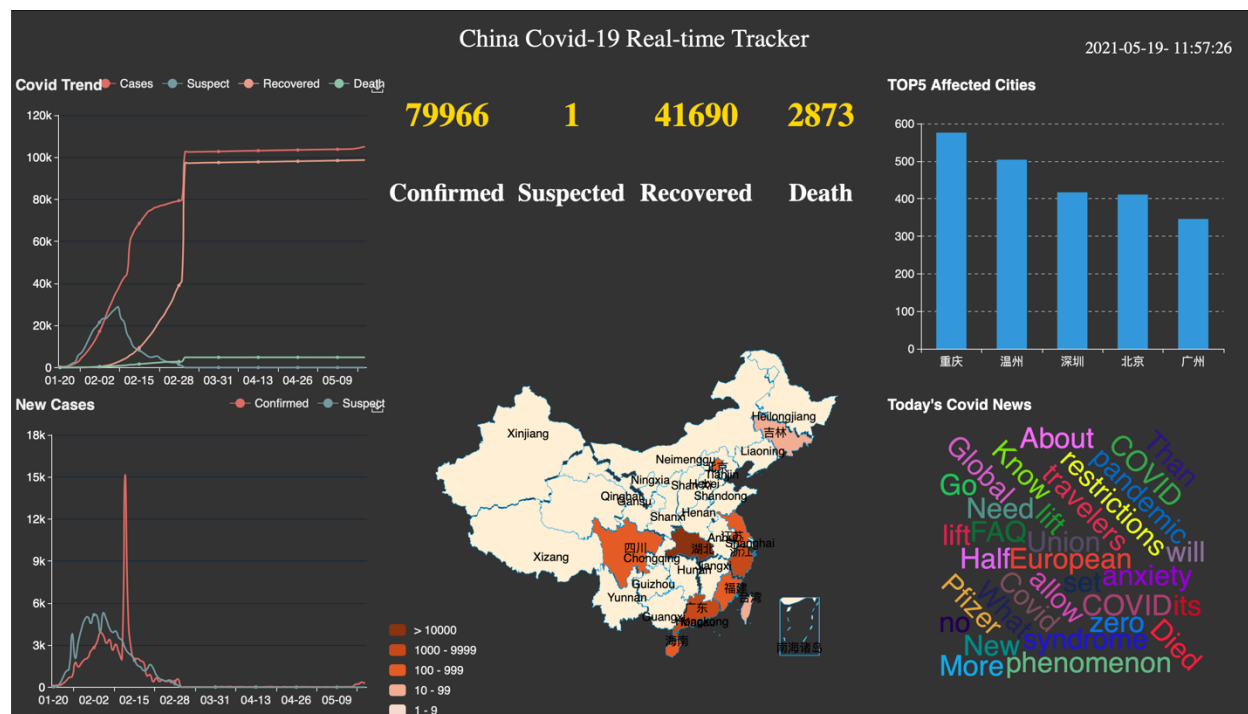 China Covid-19 Real-time Tracker
2021-05-19- 11:57:26
Covid Trend
Cases Suspect Recovered Death
120k
100k
80k
60k
40k
20k
0
01-20 02-02 02-15 02-28 03-31 04-13 04-26 05-09
New Cases
Confirmed Suspect
18k
15k
12k
9k
6k
3k
0
01-20 02-02 02-15 02-28 03-31 04-13 04-26 05-09
79966 1 41690 2873
Confirmed Suspected Recovered Death
Heilongjiang
吉林
Xinjiang
Liaoning
Neimenggu
北京
Tianjin
Ningxia
Shanxi
Hebei
Qinghai
Gansu
Shandong
Shanxi
Henan
江苏
Anhui
Shanghai
四川
湖北
浙江
Xizang
Chongqing
Hunan
Jiangxi
Guizhou
福建
Yunnan
台湾
广东
Guangxi
海南
南海诸岛
> 10000
1000 - 9999
100 - 999
10 - 99
1 - 9
TOP5 Affected Cities
600
500
400
300
200
100
0
重庆 温州 深圳 北京 广州
Today's Covid News
About
Than
COVID
Global
Know
restrictions
pandemic
travelers
Go
Need
lift
lift
FAQ
Union
will
Half
European
Pfizer
What
Covid
allow
set
anxiety
COVID
its
no
zero
Died
New
syndrome
More
phenomenon